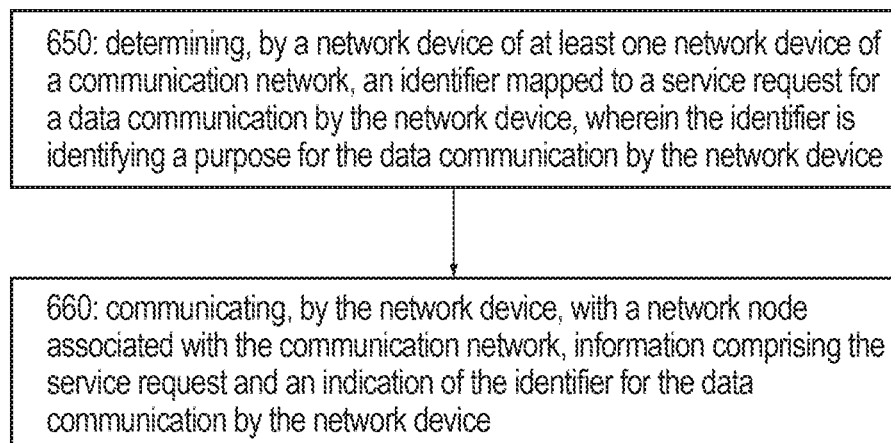 650: determining, by a network device of at least one network device of
a communication network, an identifier mapped to a service request for
a data communication by the network device, wherein the identifier is
identifying a purpose for the data communication by the network device
660: communicating, by the network device, with a network node
associated with the communication network, information comprising the
service request and an indication of the identifier for the data
communication by the network device